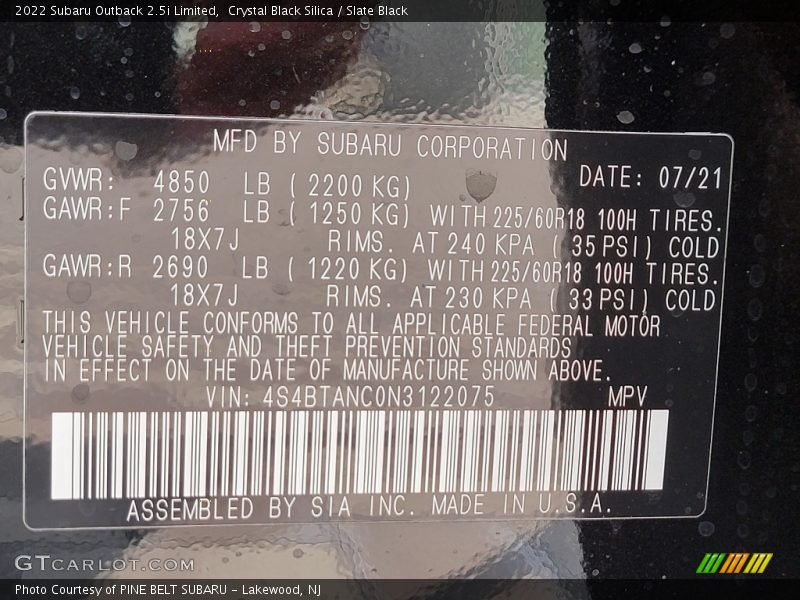 2022 Subaru Outback 2.5i Limited, Crystal Black Silica / Slate Black
MFD BY SUBARU CORPORATION
GVWR: 4850 LB ( 2200 KG) DATE: 07/21
GAWR:F 2756 LB ( 1250 KG) WITH 225/60R18 100H TIRES.
18X7J RIMS. AT 240 KPA ( 35 PSI) COLD
GAWR:R 2690 LB ( 1220 KG) WITH 225/60R18 100H TIRES.
18X7J RIMS. AT 230 KPA ( 33 PSI) COLD
THIS VEHICLE CONFORMS TO ALL APPLICABLE FEDERAL MOTOR
VEHICLE SAFETY AND THEFT PREVENTION STANDARDS
IN EFFECT ON THE DATE OF MANUFACTURE SHOWN ABOVE.
VIN: 4S4BTANC0N3122075 MPV
ASSEMBLED BY SIA INC. MADE IN U.S.A.
GTCARLOT.COM
Photo Courtesy of PINE BELT SUBARU - Lakewood, NJ